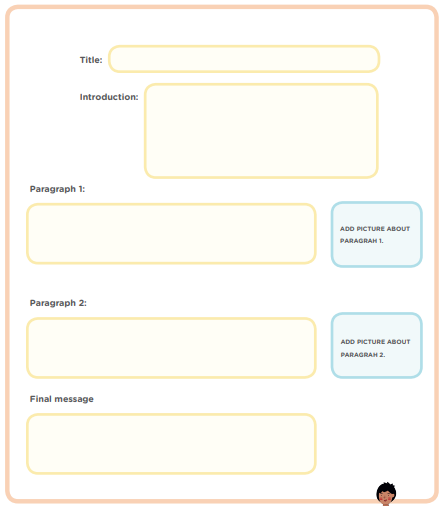 Title:
Introduction:
Paragraph 1:
ADD PICTURE ABOUT
PARAGRAH 1.
Paragraph 2:
ADD PICTURE ABOUT
PARAGRAH 2.
Final message